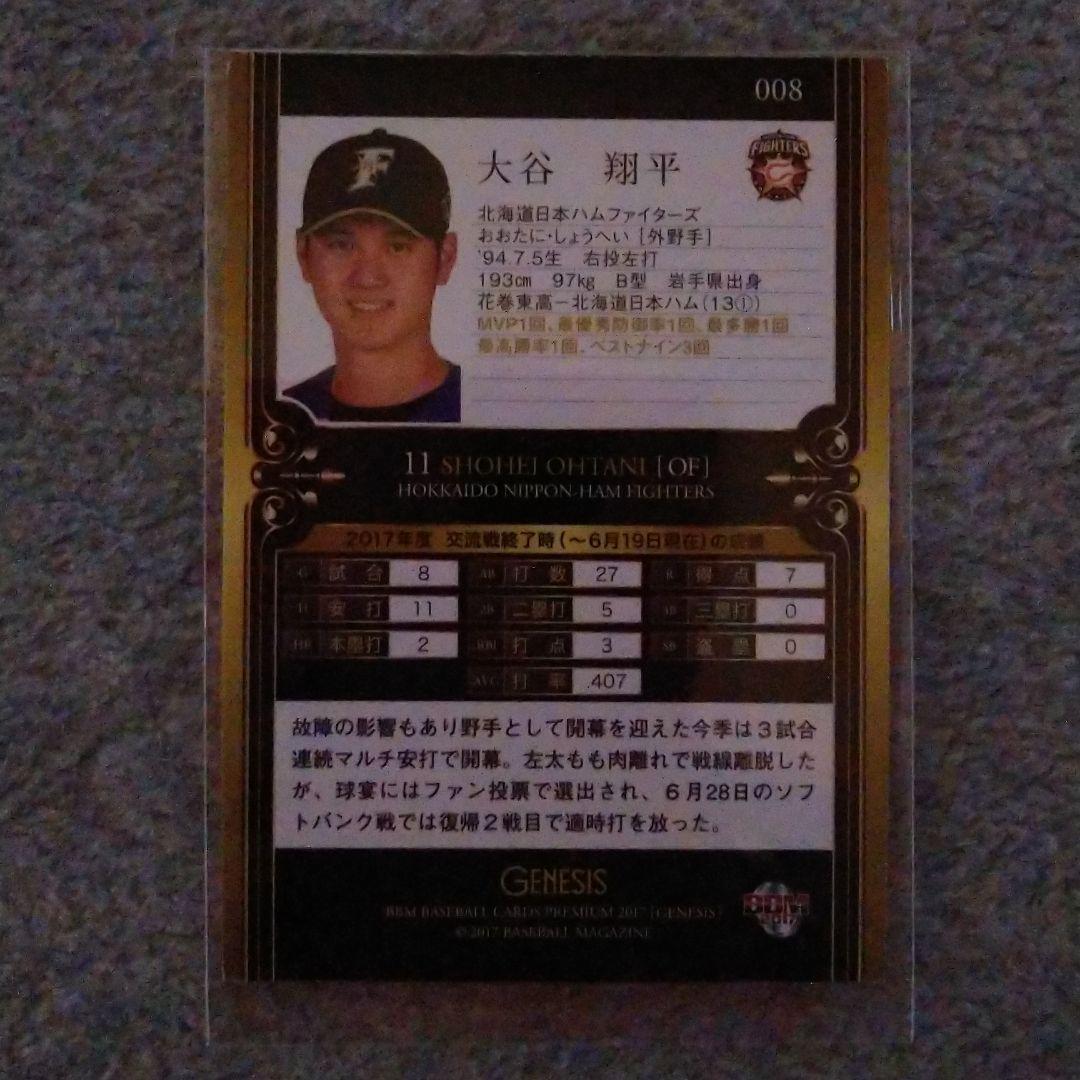 008
FIGHTERS
大谷 翔平
北海道日本ハムファイターズ
おおたに・しょうへい [外野手]
'94.7.5生 右投左打
193㎝ 97㎏ B型 岩手県出身
花巻東高－北海道日本ハム(13①)
MVP1回、最優秀防御率1回、最多勝1回
最高勝率1回、ベストナイン3回
11 SHOHEI OHTANI [OF]
HOKKAIDO NIPPON-HAM FIGHTERS
2017年度 交流戦終了時(～6月19日現在)の成績
G 試合 8 AB 打数 27 R 得点 7
H 安打 11 2B 二塁打 5 3B 三塁打 0
HR 本塁打 2 RBI 打点 3 SB 盗塁 0
AVG 打率 .407
故障の影響もあり野手として開幕を迎えた今季は３試合
連続マルチ安打で開幕。左太もも肉離れで戦線離脱した
が、球宴にはファン投票で選出され、６月28日のソフ
トバンク戦では復帰２戦目で適時打を放った。
GENESIS
BBM BASEBALL CARDS PREMIUM 2017 [GENESIS]
© 2017 BASEBALL MAGAZINE
BBM
2017